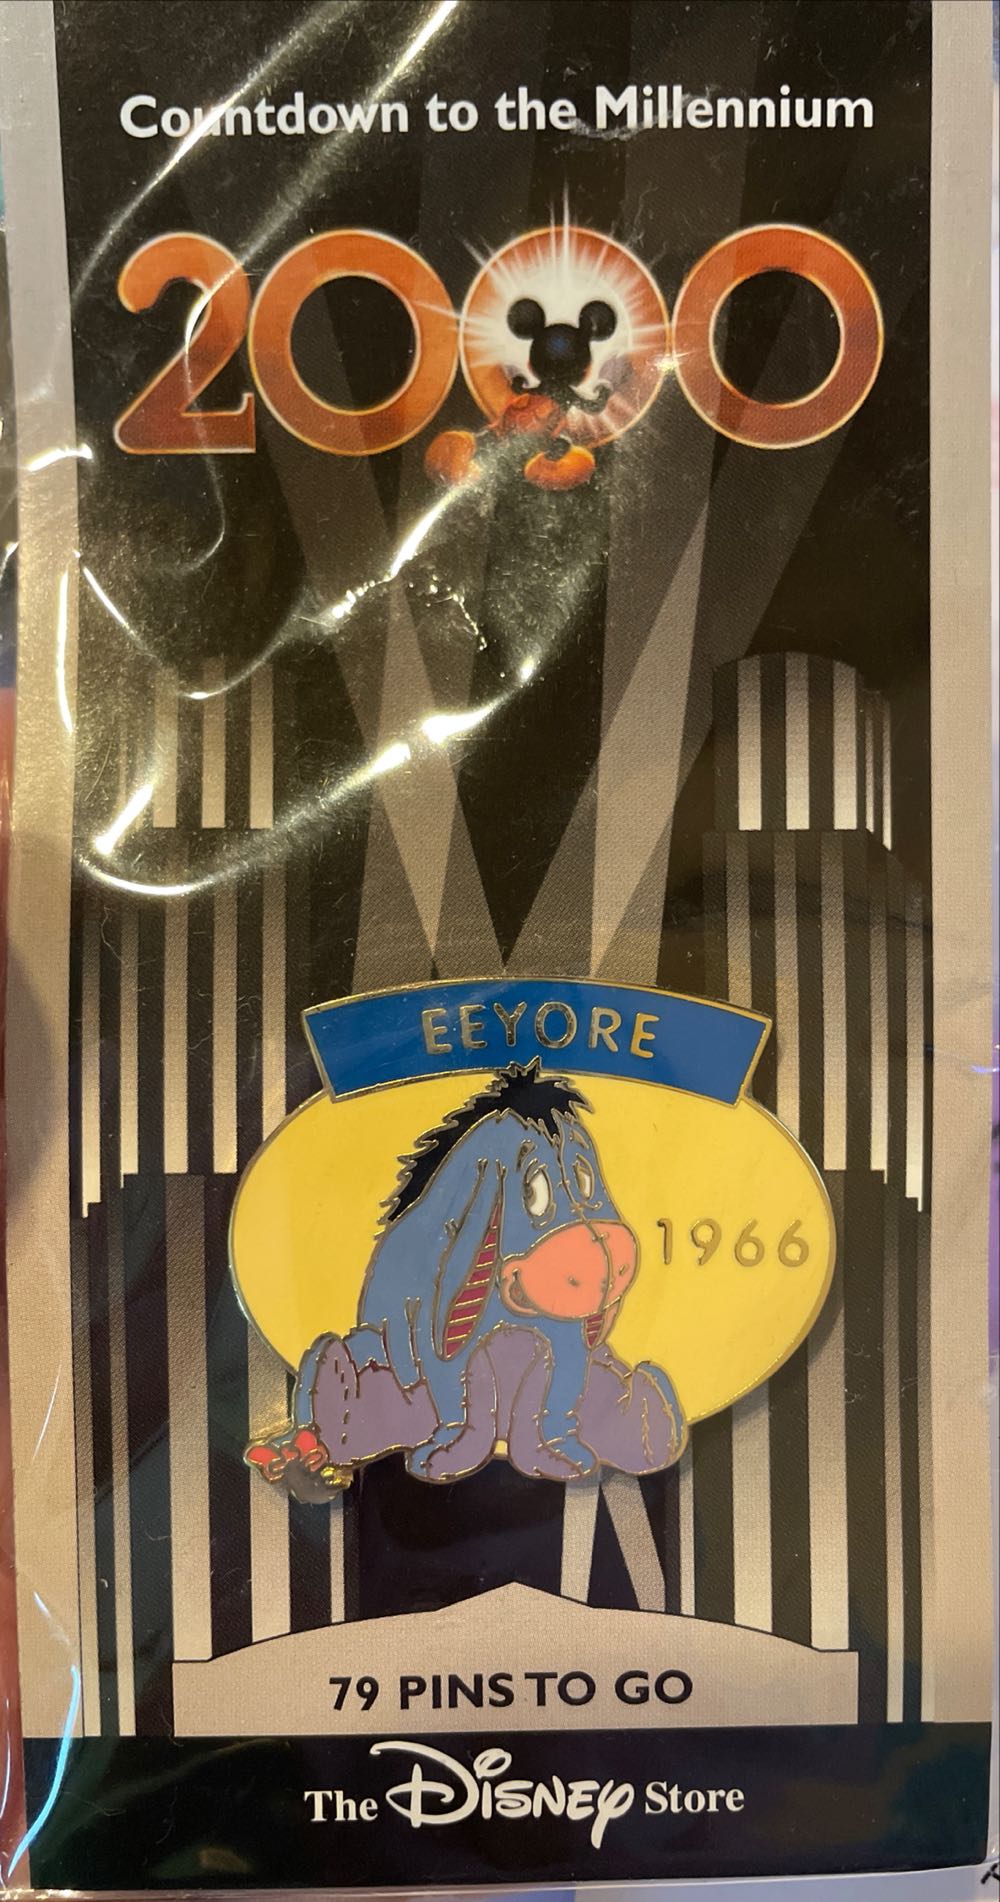 Countdown to the Millennium
2000
EEYORE
1966
79 PINS TO GO
The Disney Store